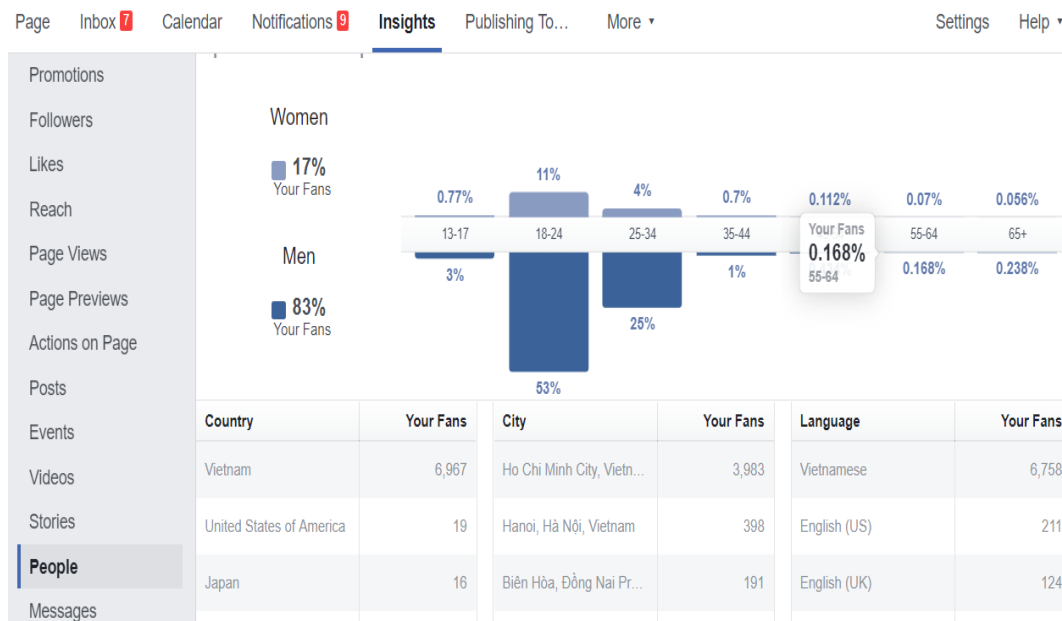 Page Inbox 7 Calendar Notifications 9 Insights Publishing To… More Settings Help
Promotions
Followers
Likes
Reach
Page Views
Page Previews
Actions on Page
Posts
Events
Videos
Stories
People
Messages
Women
17%
Your Fans
Men
83%
Your Fans
0.77% 11% 4% 0.7% 0.112% 0.07% 0.056%
13-17 18-24 25-34 35-44 55-64 65+
3% 53% 25% 1% 0.168% 0.238%
Your Fans
0.168%
55-64
Country Your Fans City Your Fans Language Your Fans
Vietnam 6,967 Ho Chi Minh City, Vietn... 3,983 Vietnamese 6,758
United States of America 19 Hanoi, Hà Nội, Vietnam 398 English (US) 211
Japan 16 Biên Hòa, Đồng Nai Pr... 191 English (UK) 124